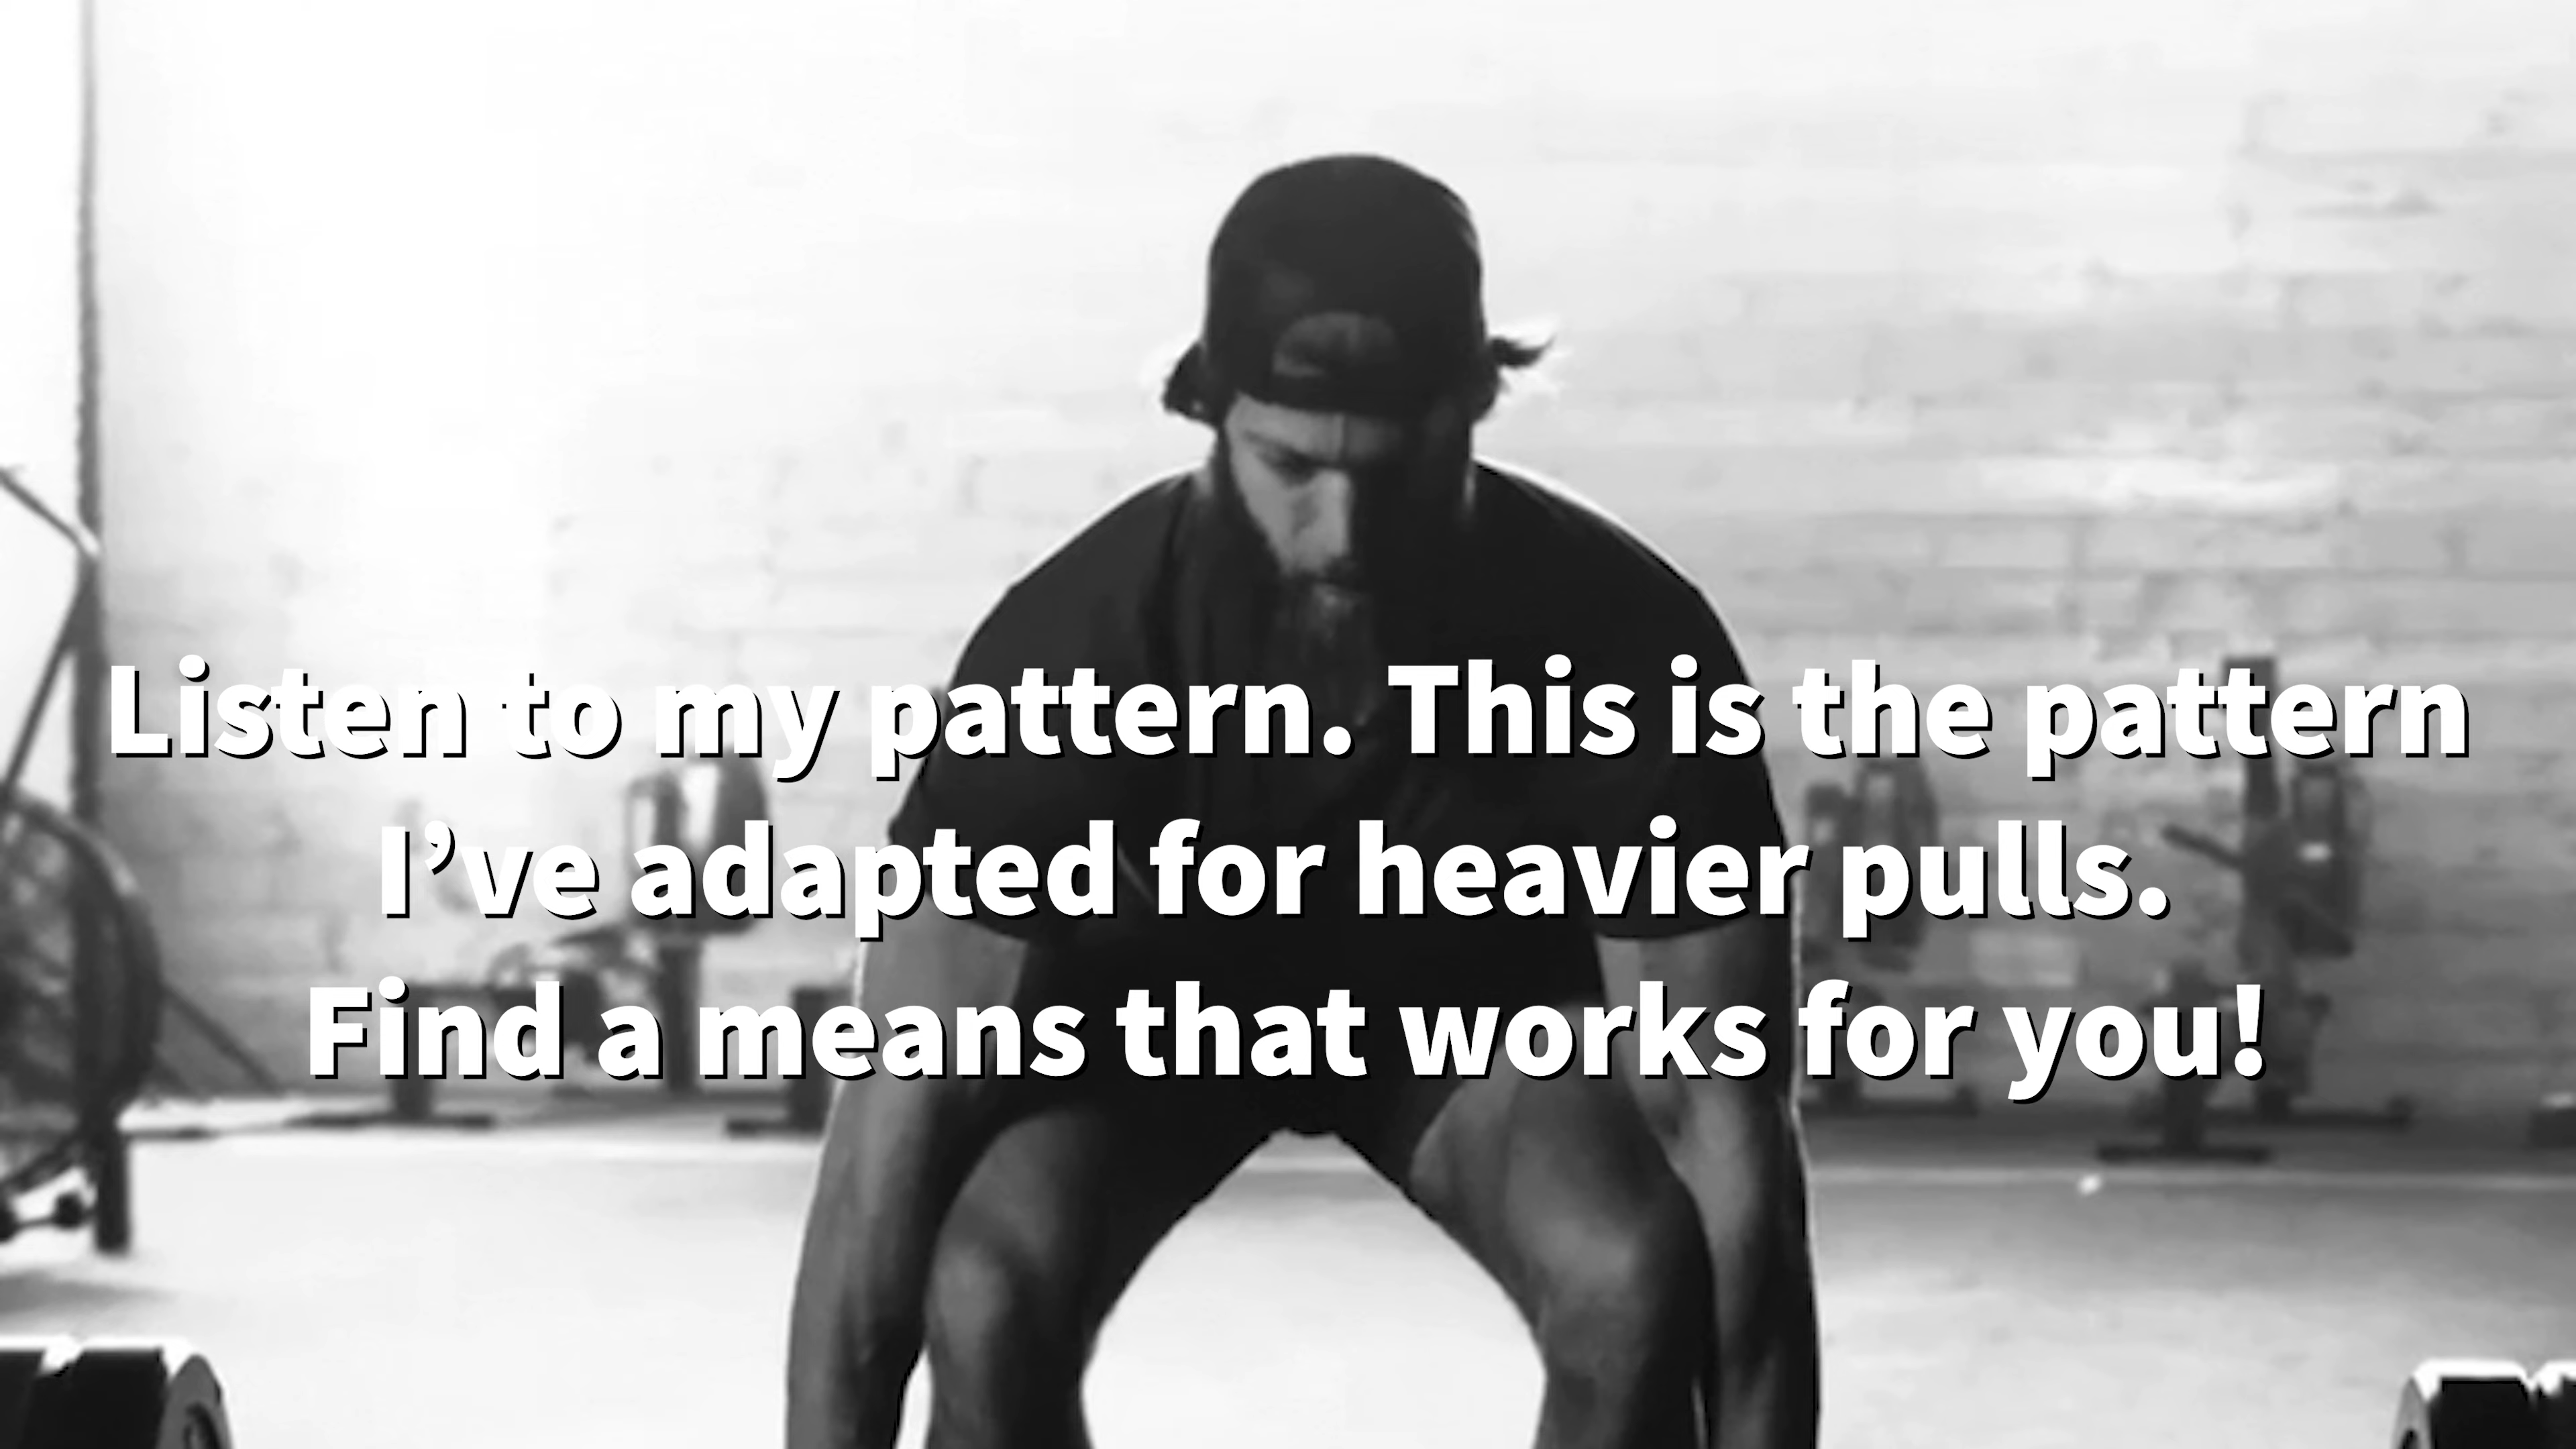 Listen to my pattern. This is the pattern
I’ve adapted for heavier pulls.
Find a means that works for you!